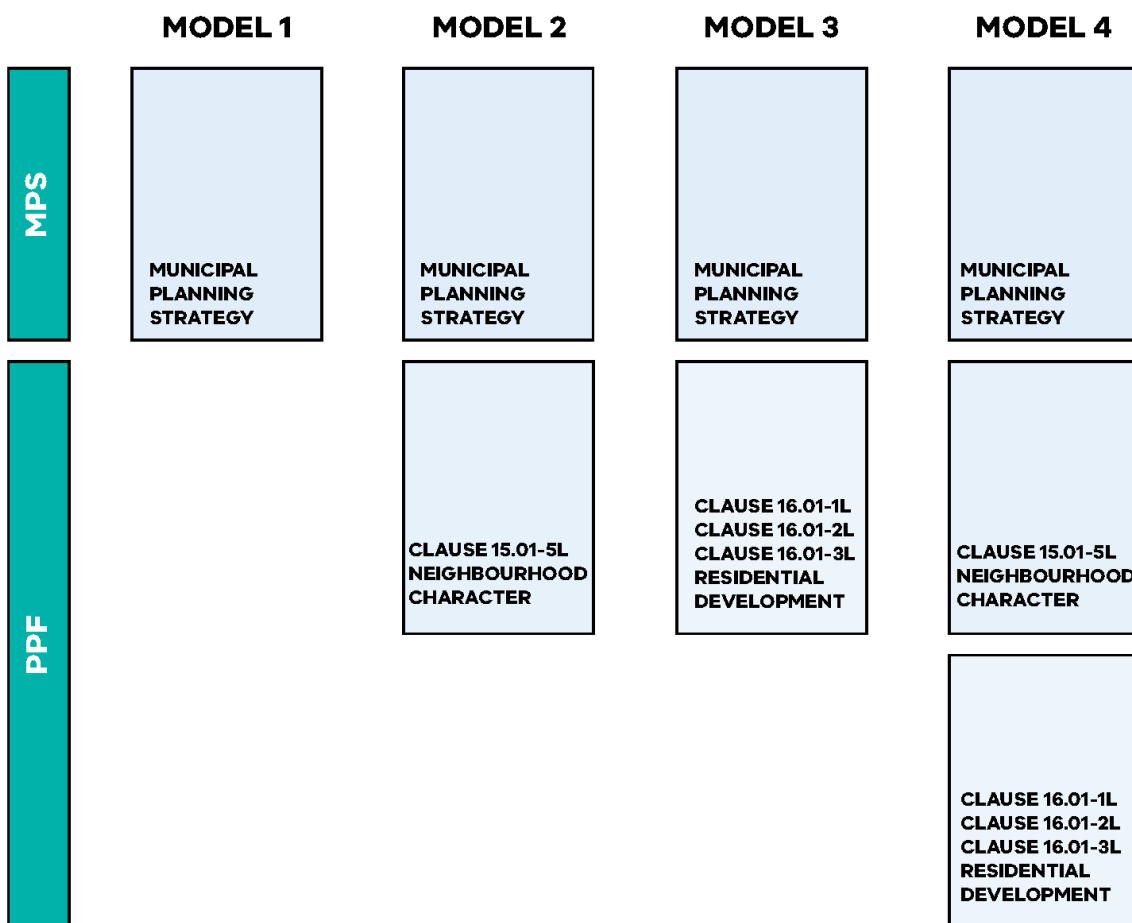 MODEL 1
MODEL 2
MODEL 3
MODEL 4
MPS
MUNICIPAL
PLANNING
STRATEGY
MUNICIPAL
PLANNING
STRATEGY
MUNICIPAL
PLANNING
STRATEGY
MUNICIPAL
PLANNING
STRATEGY
PPF
CLAUSE 15.01-5L
NEIGHBOURHOOD
CHARACTER
CLAUSE 16.01-1L
CLAUSE 16.01-2L
CLAUSE 16.01-3L
RESIDENTIAL
DEVELOPMENT
CLAUSE 15.01-5L
NEIGHBOURHOOD
CHARACTER
CLAUSE 16.01-1L
CLAUSE 16.01-2L
CLAUSE 16.01-3L
RESIDENTIAL
DEVELOPMENT